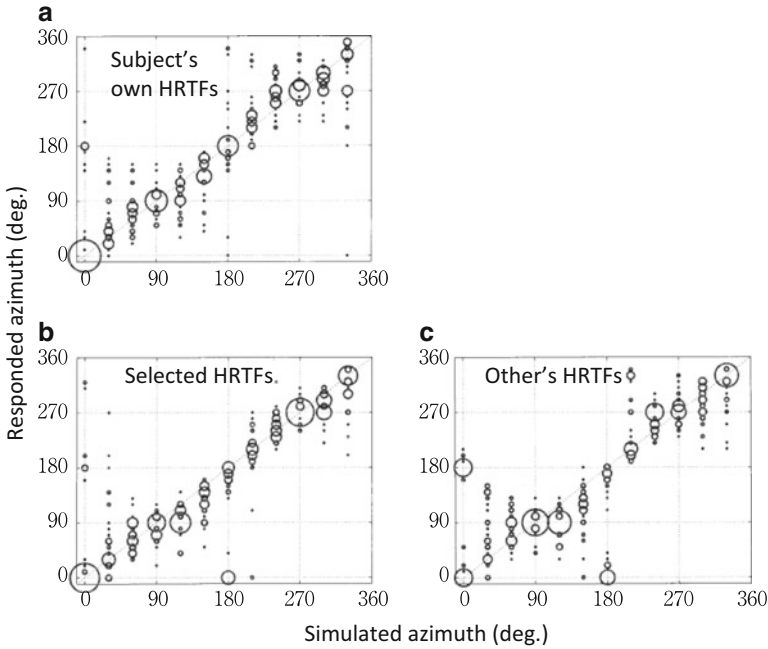 a
Subject's
own HRTFs
360
270
180
90
0
0 90 180 270 360
Responded azimuth (deg.)
b
Selected HRTFs.
360
270
180
90
0
0 90 180 270 360
c
Other's HRTFs
360
270
180
90
0
0 90 180 270 360
Simulated azimuth (deg.)